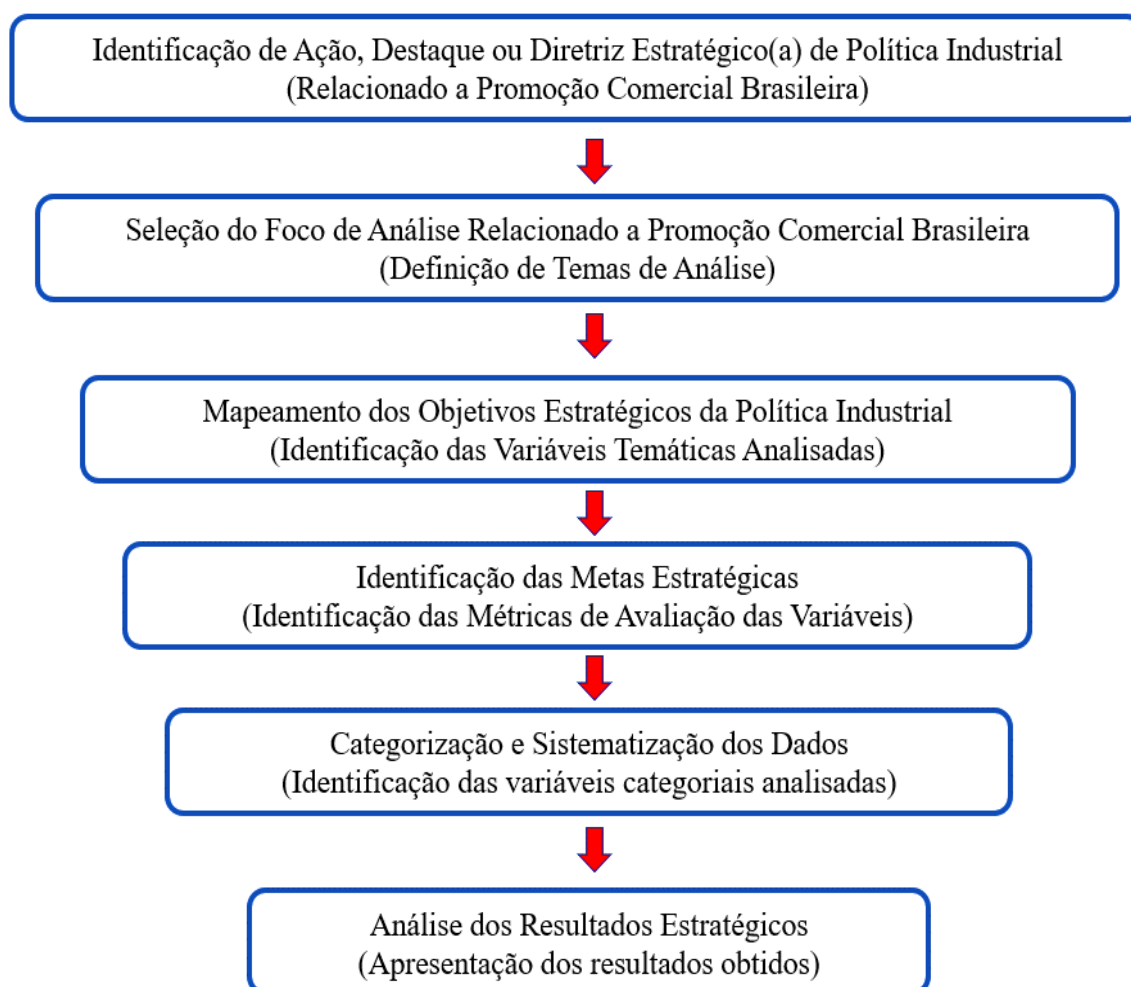 Identificação de Ação, Destaque ou Diretriz Estratégico(a) de Política Industrial
(Relacionado a Promoção Comercial Brasileira)
Seleção do Foco de Análise Relacionado a Promoção Comercial Brasileira
(Definição de Temas de Análise)
Mapeamento dos Objetivos Estratégicos da Política Industrial
(Identificação das Variáveis Temáticas Analisadas)
Identificação das Metas Estratégicas
(Identificação das Métricas de Avaliação das Variáveis)
Categorização e Sistematização dos Dados
(Identificação das variáveis categoriais analisadas)
Análise dos Resultados Estratégicos
(Apresentação dos resultados obtidos)